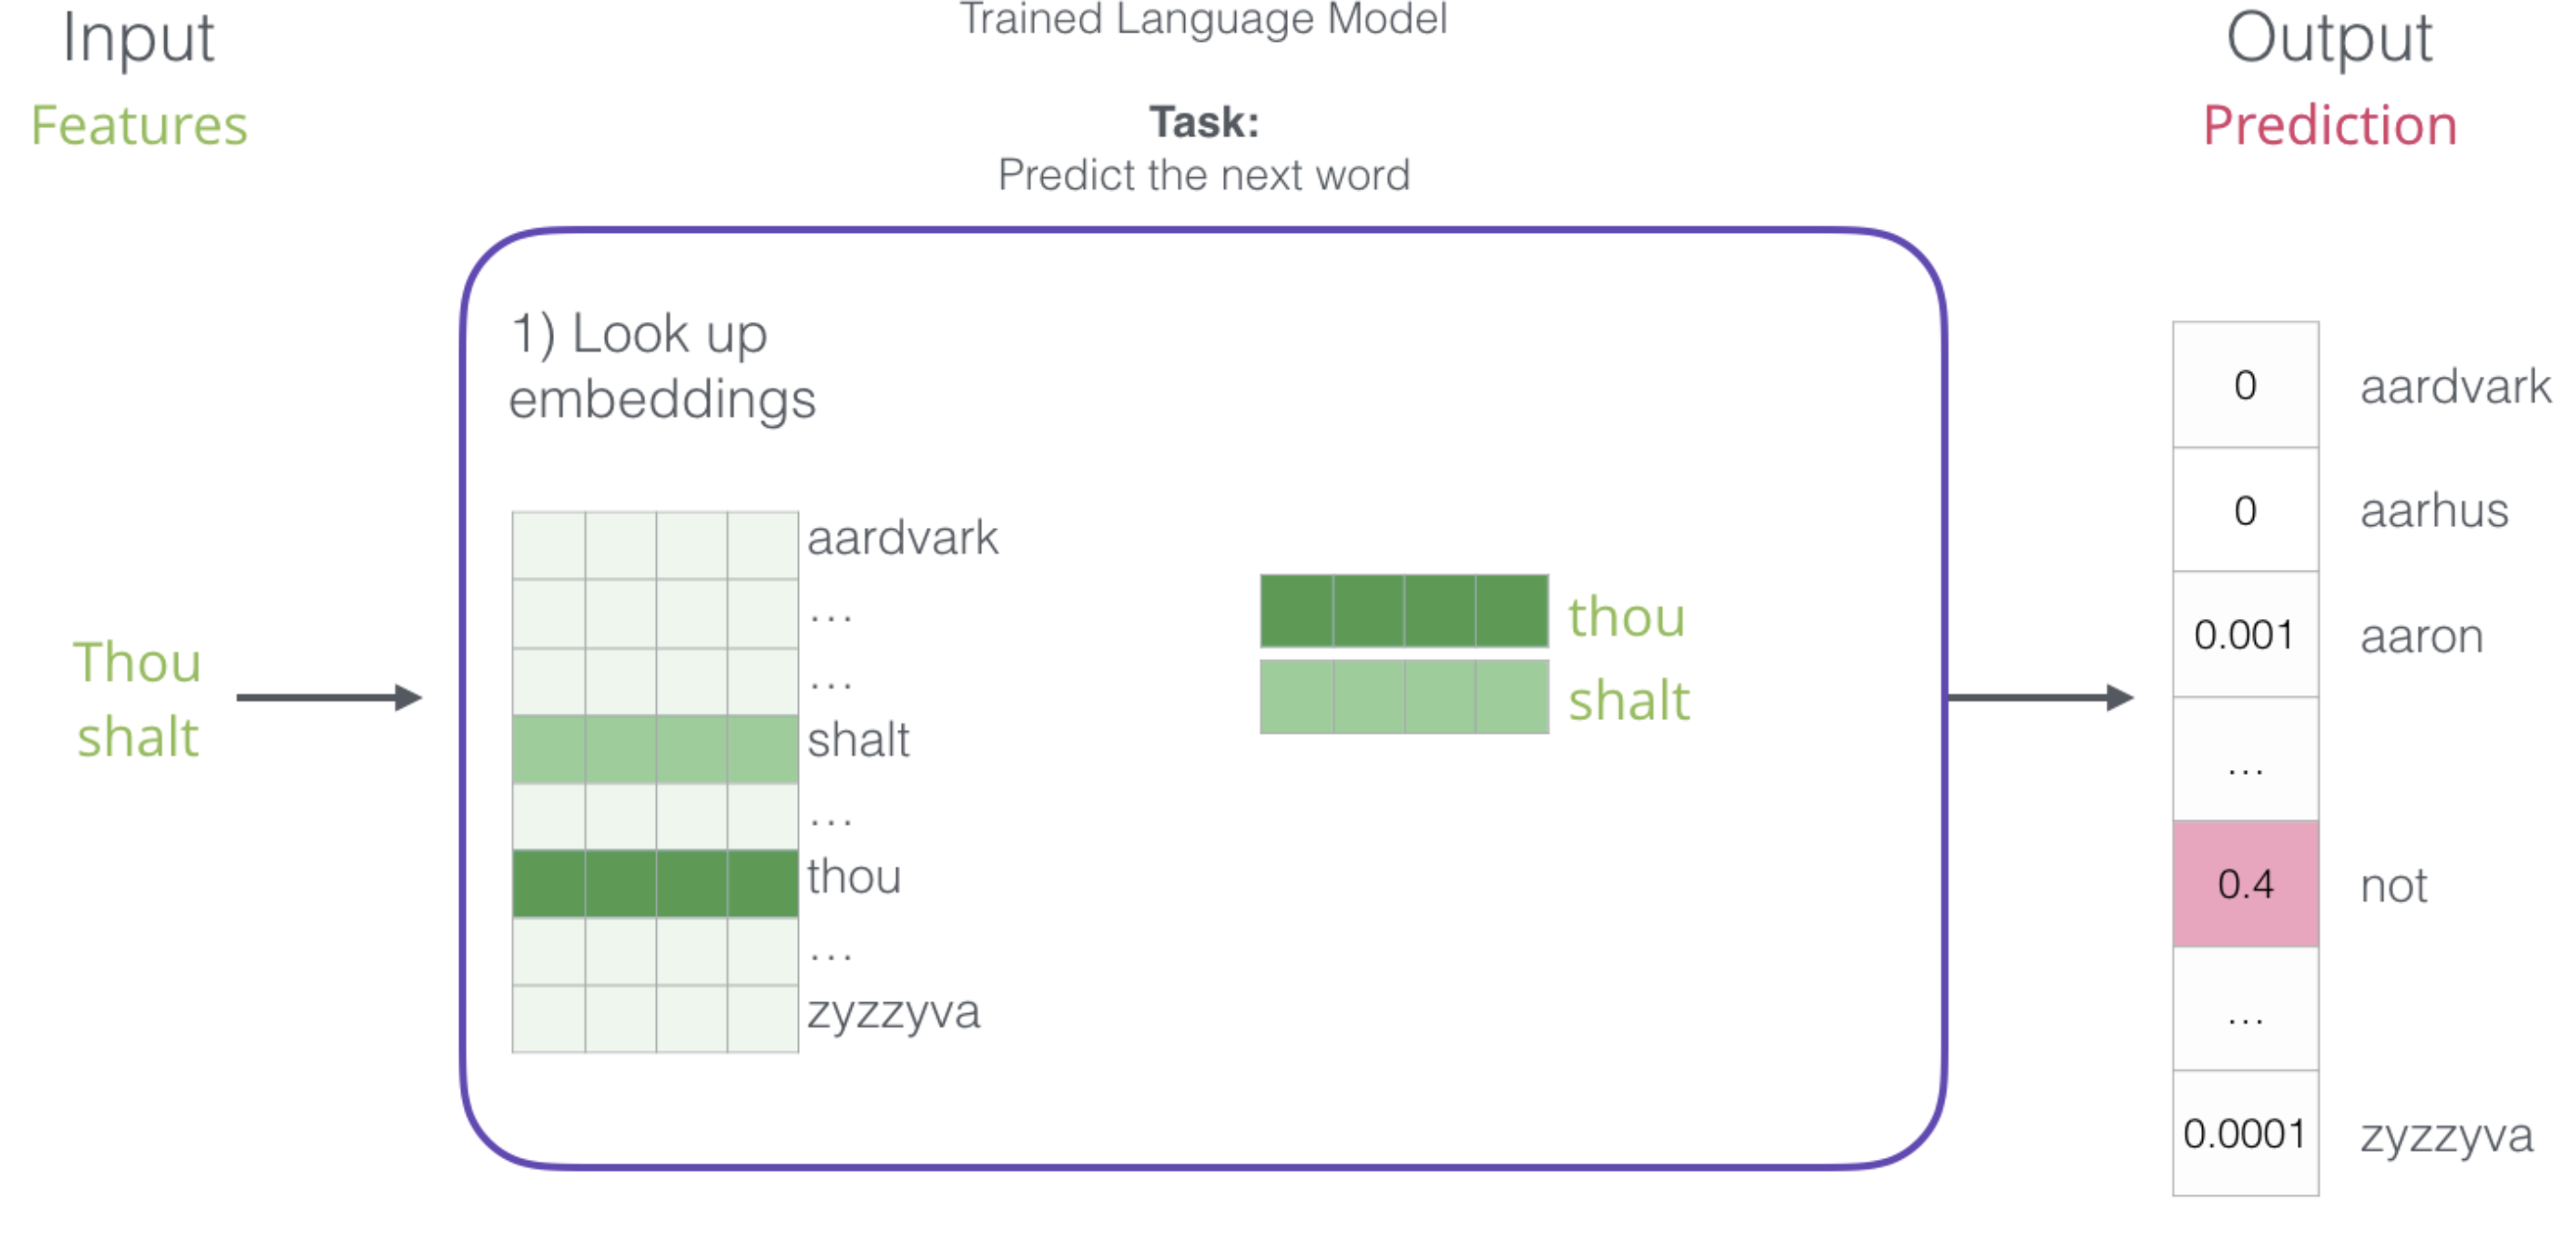 Input
Features
Trained Language Model
Task:
Predict the next word
Output
Prediction
Thou
shalt
1) Look up
embeddings
aardvark
...
...
shalt
...
thou
...
zyzzyva
thou
shalt
0 aardvark
0 aarhus
0.001 aaron
...
0.4 not
...
0.0001 zyzzyva